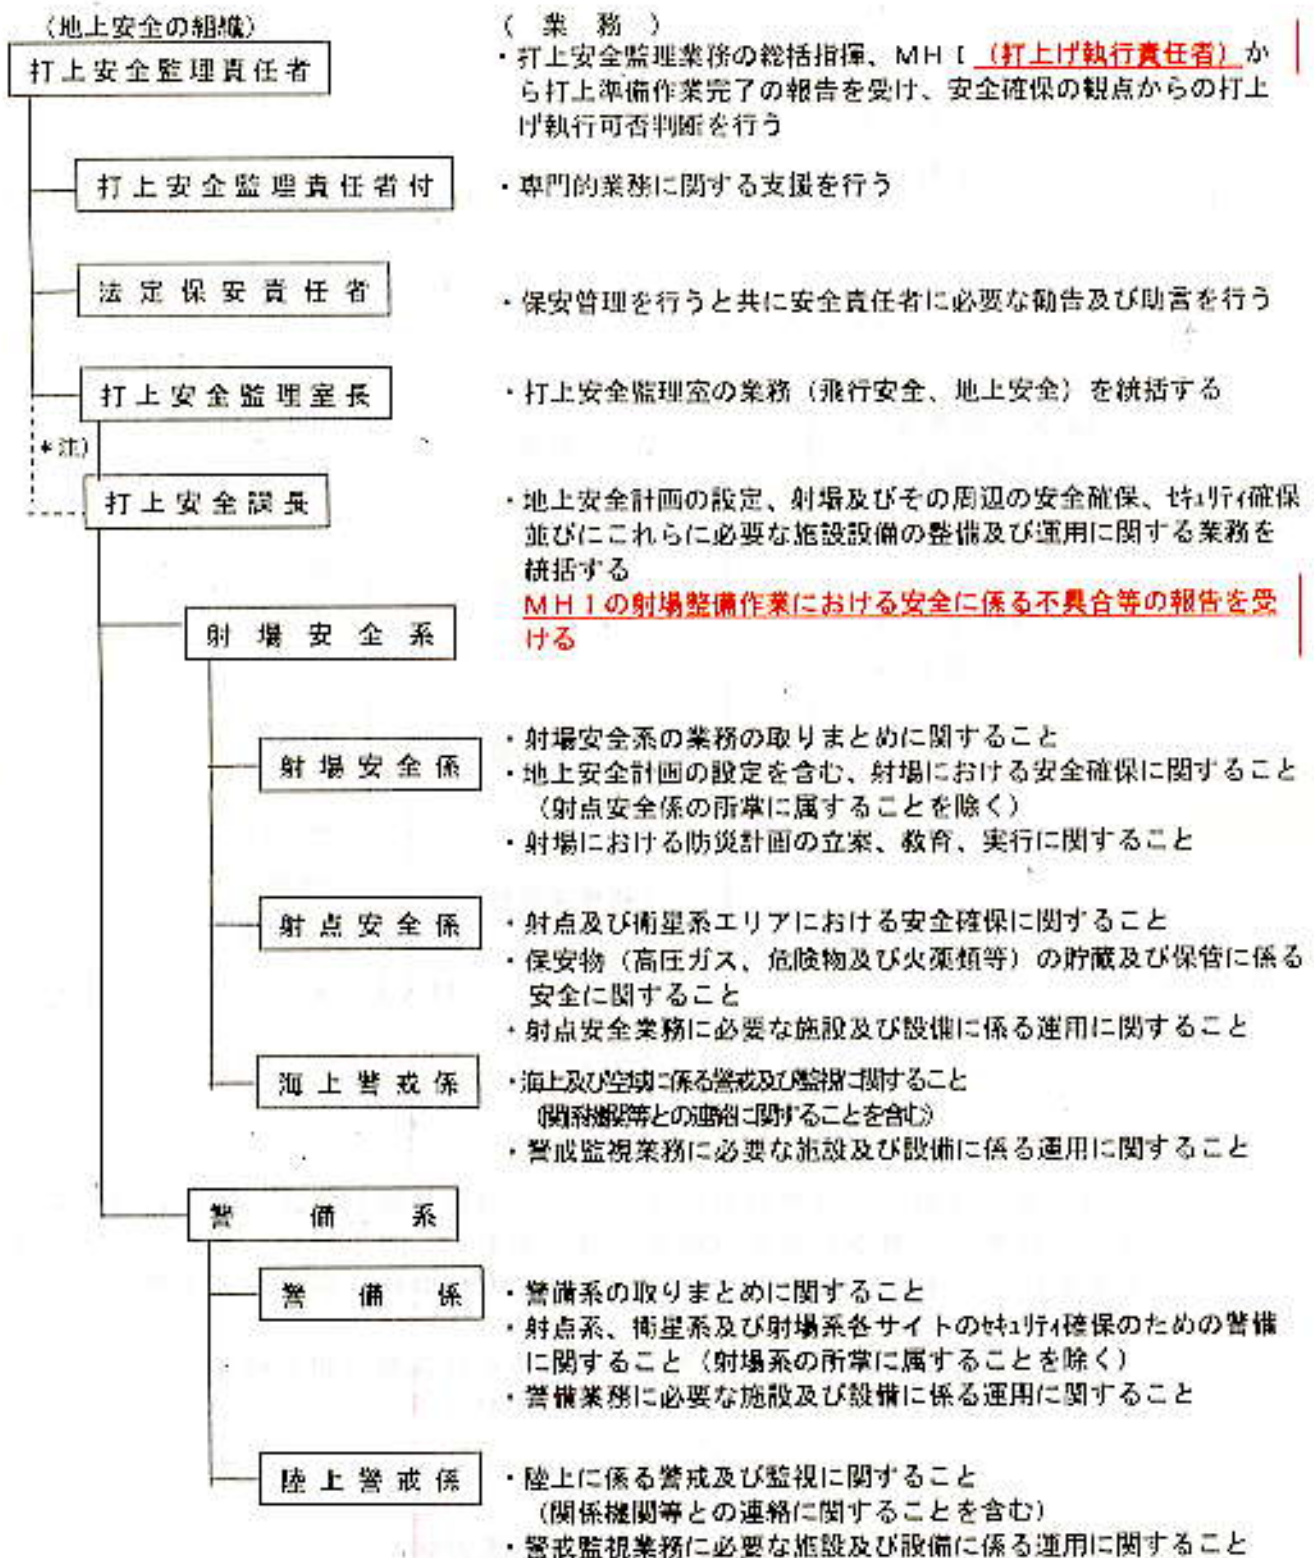 (地上安全の組織)
(業務)
打上安全監理責任者
・打上安全監理業務の総括指揮、MHI(打上げ執行責任者)か
ら打上準備作業完了の報告を受け、安全確保の観点からの打上
げ執行可否判断を行う
打上安全監理責任者付
・専門的業務に関する支援を行う
法定保安責任者
・保安管理を行うと共に安全責任者に必要な勧告及び助言を行う
打上安全監理室長
・打上安全監理室の業務(飛行安全、地上安全)を統括する
*注)
打上安全課長
・地上安全計画の設定、射場及びその周辺の安全確保、セキュリティ確保
並びにこれらに必要な施設設備の整備及び運用に関する業務を
統括する
MHIの射場整備作業における安全に係る不具合等の報告を受
ける
射場安全系
射場安全係
・射場安全系の業務の取りまとめに関すること
・地上安全計画の設定を含む、射場における安全確保に関すること
(射点安全係の所掌に属することを除く)
・射場における防災計画の立案、教育、実行に関すること
射点安全係
・射点及び衛星系エリアにおける安全確保に関すること
・保安物(高圧ガス、危険物及び火薬類等)の貯蔵及び保管に係る
安全に関すること
・射点安全業務に必要な施設及び設備に係る運用に関すること
海上警戒係
・海上及び空域に係る警戒及び監視に関すること
(関係機関等との連絡に関することを含む)
・警戒監視業務に必要な施設及び設備に係る運用に関すること
警備系
警備係
・警備系の取りまとめに関すること
・射点系、衛星系及び射場系各サイトのセキュリティ確保のための警備
に関すること(射場系の所掌に属することを除く)
・警備業務に必要な施設及び設備に係る運用に関すること
陸上警戒係
・陸上に係る警戒及び監視に関すること
(関係機関等との連絡に関することを含む)
・警戒監視業務に必要な施設及び設備に係る運用に関すること